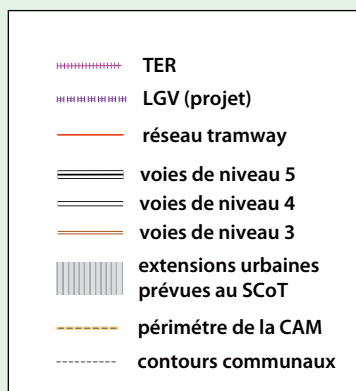 TER
LGV (projet)
réseau tramway
voies de niveau 5
voies de niveau 4
voies de niveau 3
extensions urbaines
prévues au SCoT
périmétre de la CAM
contours communaux